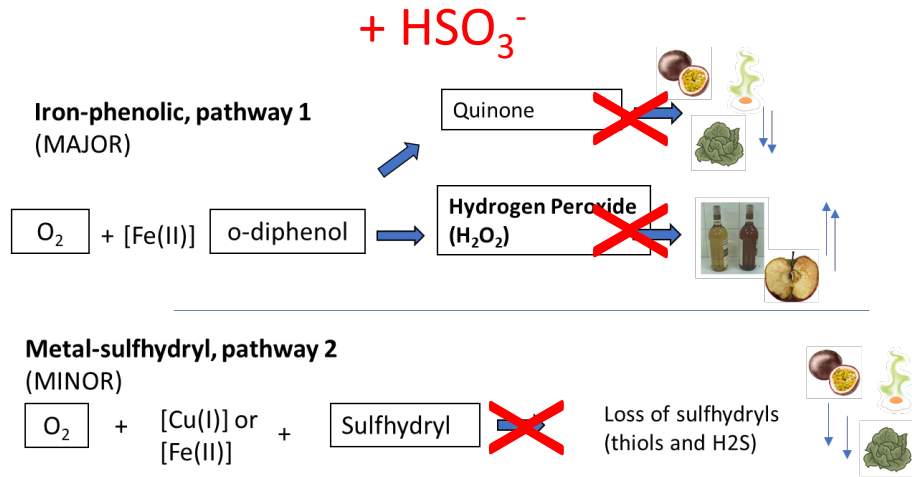 + HSO₃⁻
Iron-phenolic, pathway 1
(MAJOR)
Quinone
O₂
+ [Fe(II)]
o-diphenol
Hydrogen Peroxide
(H₂O₂)
Metal-sulfhydryl, pathway 2
(MINOR)
O₂
+
[Cu(I)] or
[Fe(II)]
+
Sulfhydryl
Loss of sulfhydryls
(thiols and H2S)